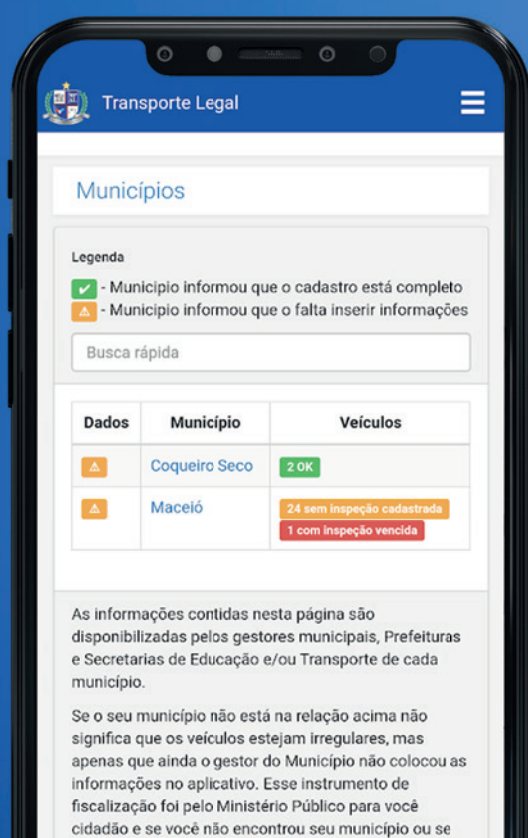 Transporte Legal
Municípios
Legenda
- Municipio informou que o cadastro está completo
- Municipio informou que o falta inserir informações
Busca rápida
Dados Município Veículos
Coqueiro Seco 2 OK
Maceió 24 sem inspeção cadastrada
1 com inspeção vencida
As informações contidas nesta página são
disponibilizadas pelos gestores municipais, Prefeituras
e Secretarias de Educação e/ou Transporte de cada
município.
Se o seu município não está na relação acima não
significa que os veículos estejam irregulares, mas
apenas que ainda o gestor do Município não colocou as
informações no aplicativo. Esse instrumento de
fiscalização foi pelo Ministério Público para você
cidadão e se você não encontrou seu município ou se